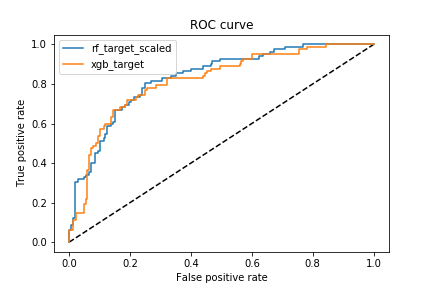 ROC curve
rf_target_scaled
xgb_target
True positive rate
1.0
0.8
0.6
0.4
0.2
0.0
0.0 0.2 0.4 0.6 0.8 1.0
False positive rate